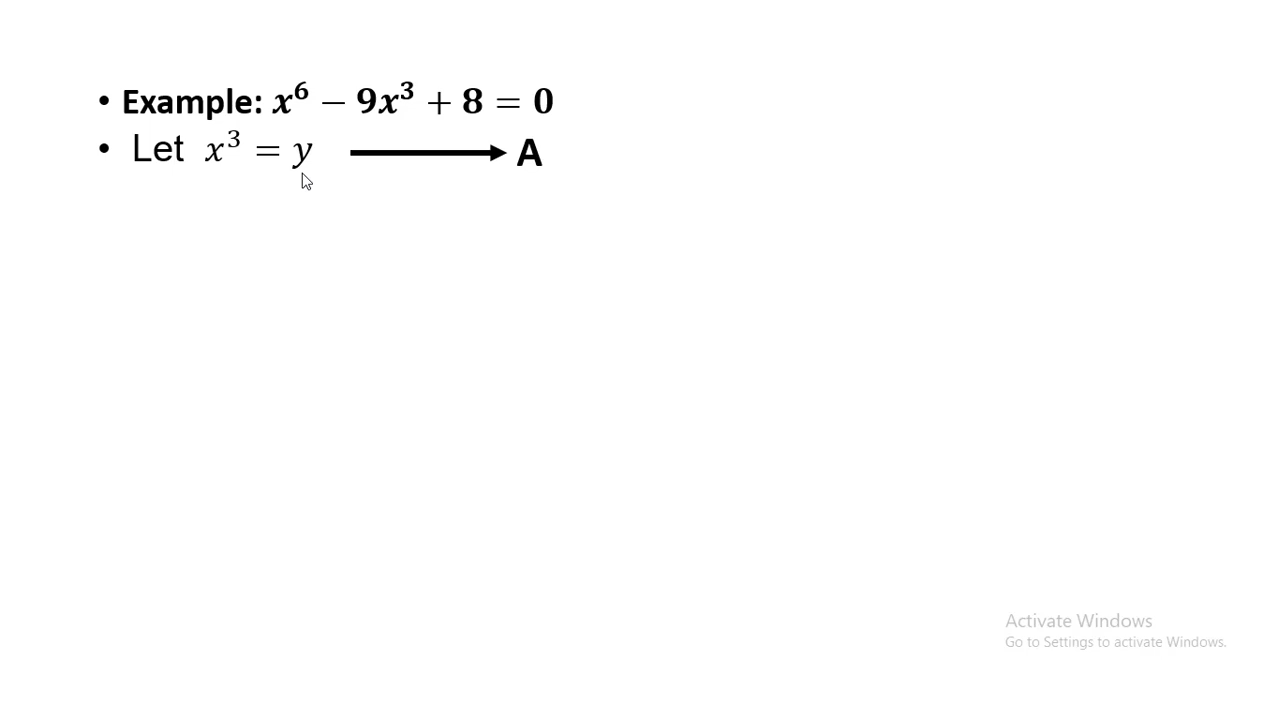 • Example: x⁶ − 9x³ + 8 = 0
• Let x³ = y ⟶ A
Activate Windows
Go to Settings to activate Windows.